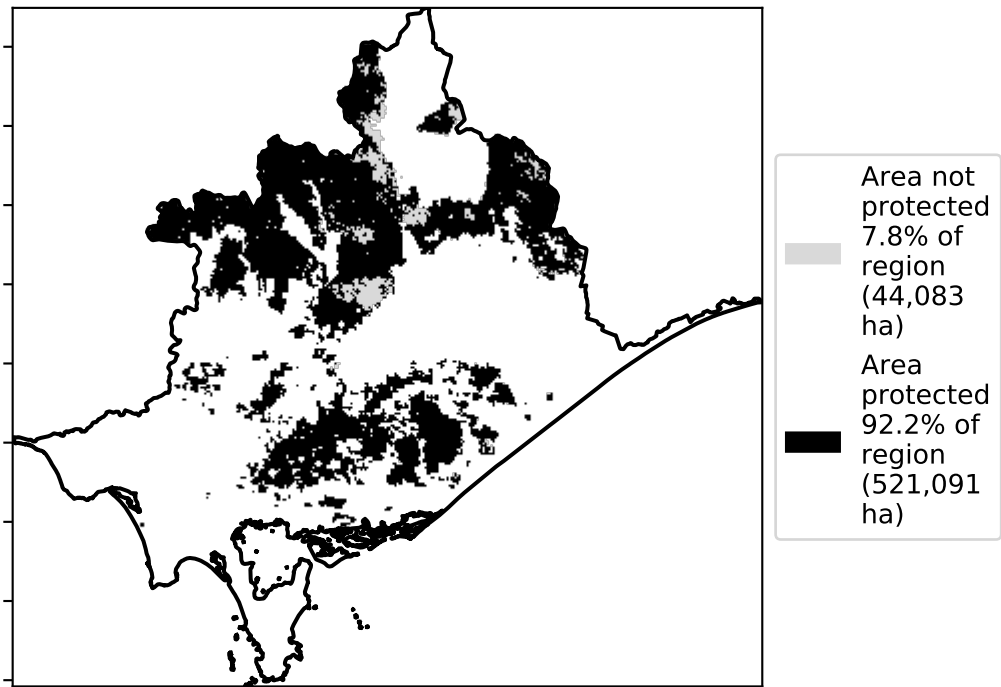 Area not
protected
7.8% of
region
(44,083
ha)
Area
protected
92.2% of
region
(521,091
ha)